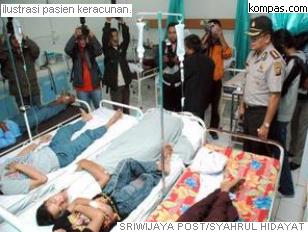 ilustrasi pasien keracunan.
kompas.com
SRIWIJAYA POST/SYAHRUL HIDAYAT